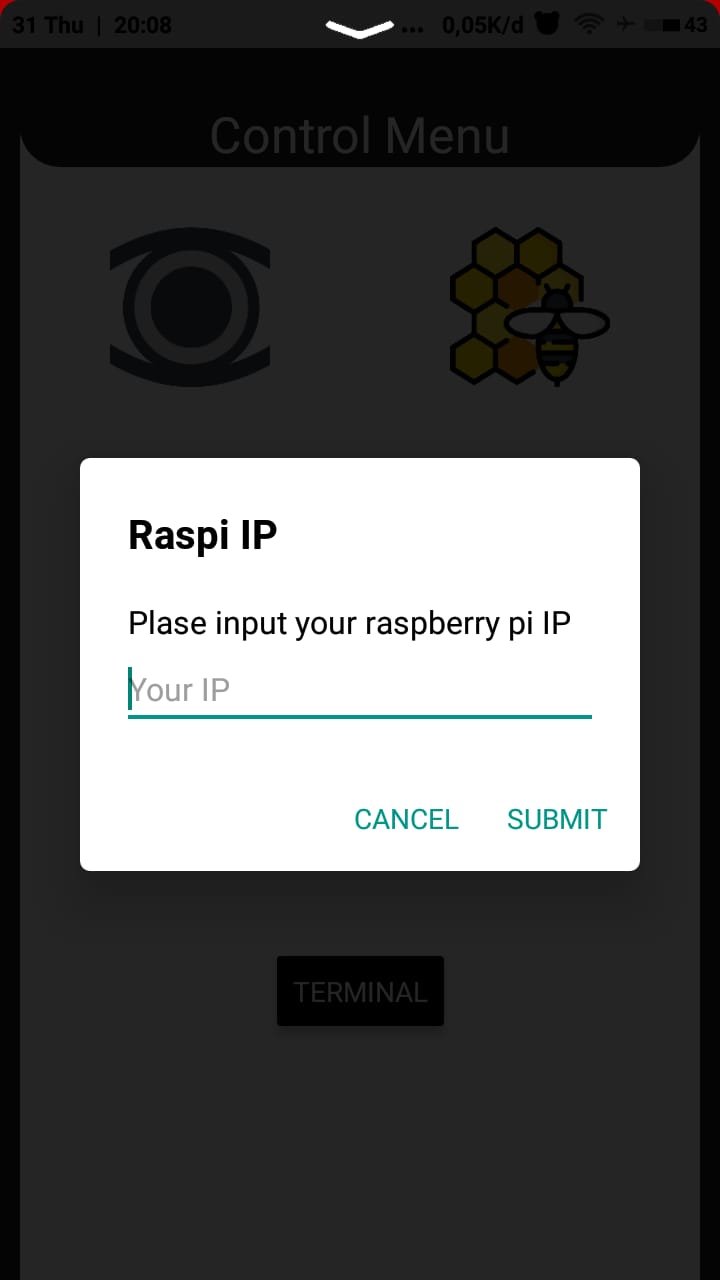 31 Thu | 20:08 ... 0,05K/d 43
Control Menu
Raspi IP
Plase input your raspberry pi IP
Your IP
CANCEL SUBMIT
TERMINAL